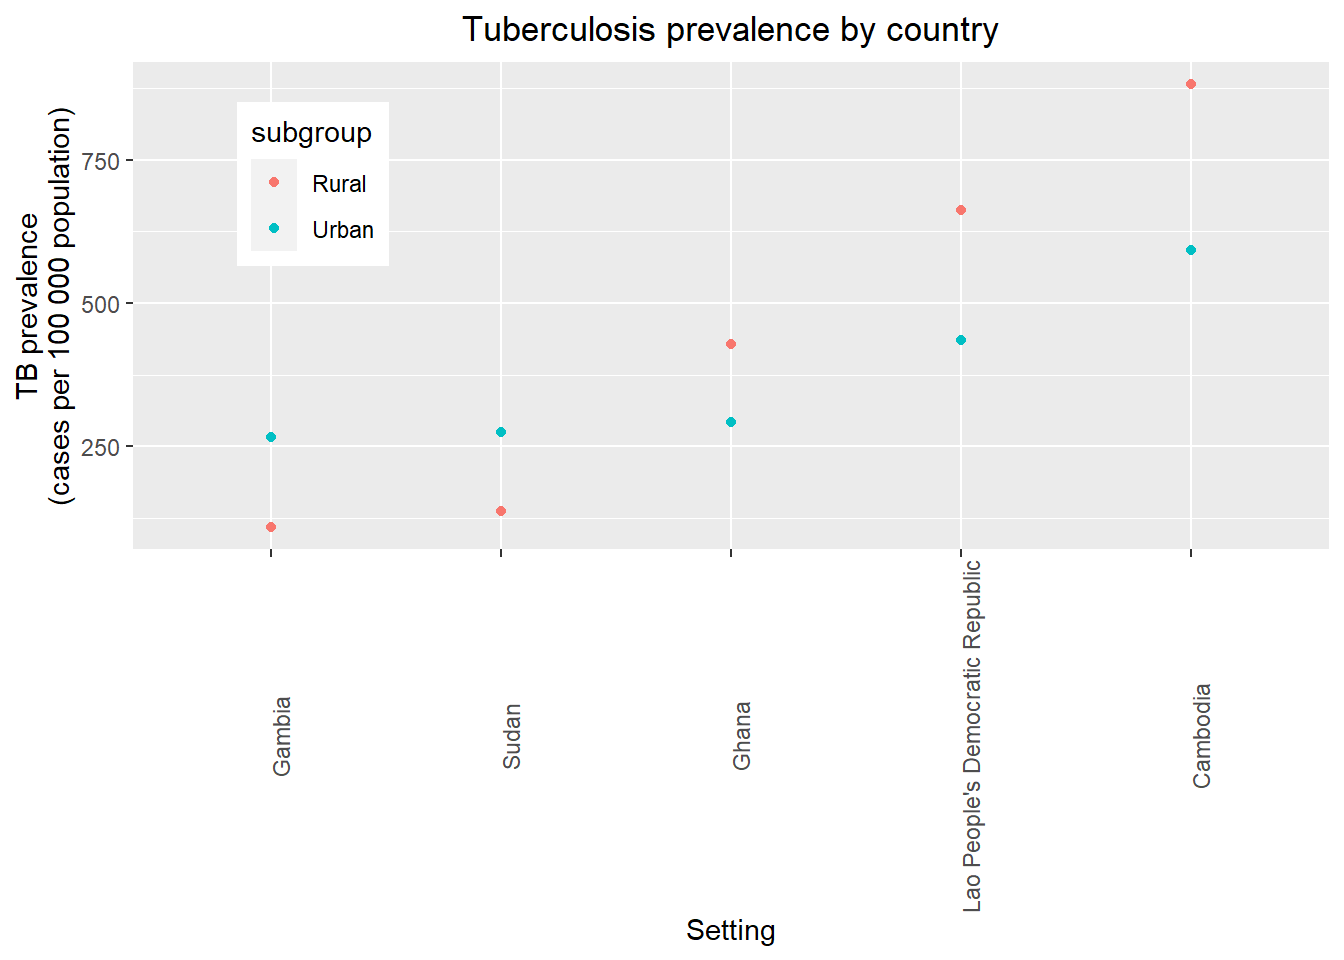 Tuberculosis prevalence by country
TB prevalence
(cases per 100 000 population)
750
500
250
subgroup
Rural
Urban
Gambia
Sudan
Ghana
Lao People's Democratic Republic
Cambodia
Setting